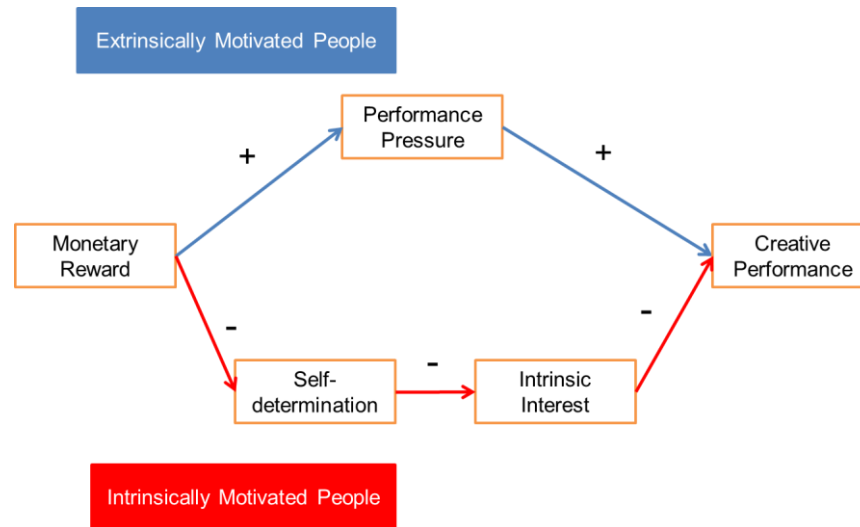 Extrinsically Motivated People
Performance
Pressure
+
+
Monetary
Reward
Creative
Performance
-
-
-
Self-
determination
Intrinsic
Interest
Intrinsically Motivated People